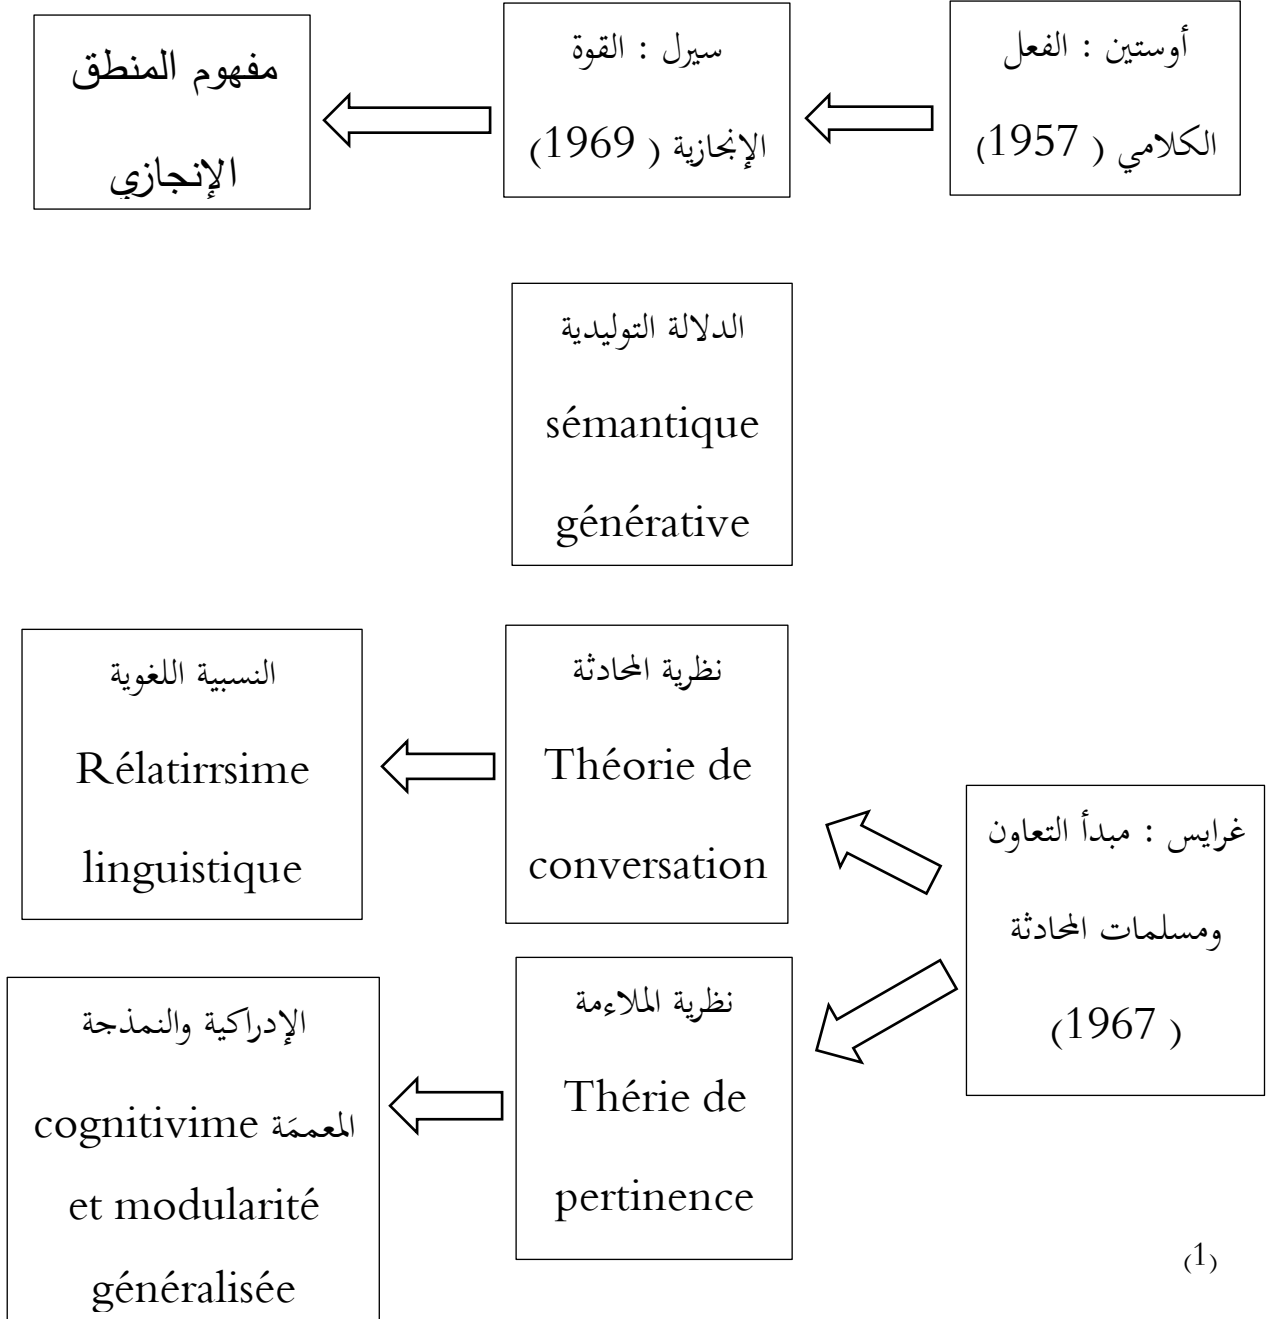 أوستين : الفعل
الكلامي ( 1957)
سيرل : القوة
الإنجازية ( 1969)
مفهوم المنطق
الإنجازي
الدلالة التوليدية
sémantique
générative
غرايس : مبدأ التعاون
ومسلمات المحادثة
( 1967)
نظرية المحادثة
Théorie de
conversation
النسبية اللغوية
Rélatirrsime
linguistique
نظرية الملاءمة
Thérie de
pertinence
الإدراكية والنمذجة
المعممَة cognitivime
et modularité
généralisée
(1)